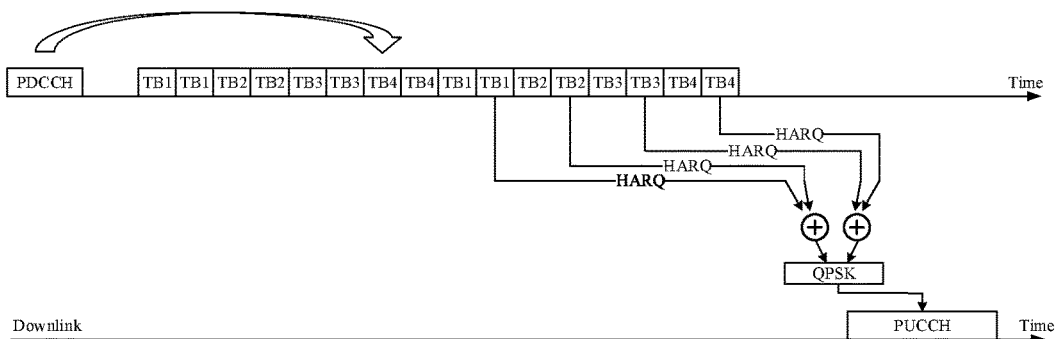 PDCCH TB1 TB1 TB2 TB2 TB3 TB3 TB4 TB4 TB1 TB1 TB2 TB2 TB3 TB3 TB4 TB4 Time
HARQ
HARQ
HARQ
HARQ
QPSK
Downlink PUCCH Time